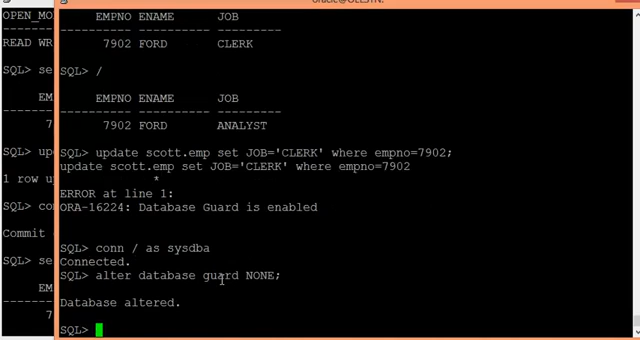 OPEN_MO
READ WR
SQL> se
EM
7
SQL> up
1 row u
SQL> co
Commit
SQL> se
EM
7
EMPNO ENAME JOB
---------- ---------- ---------
7902 FORD CLERK
SQL> /
EMPNO ENAME JOB
---------- ---------- ---------
7902 FORD ANALYST
SQL> update scott.emp set JOB='CLERK' where empno=7902;
update scott.emp set JOB='CLERK' where empno=7902
*
ERROR at line 1:
ORA-16224: Database Guard is enabled
SQL> conn / as sysdba
Connected.
SQL> alter database guard NONE;
Database altered.
SQL>